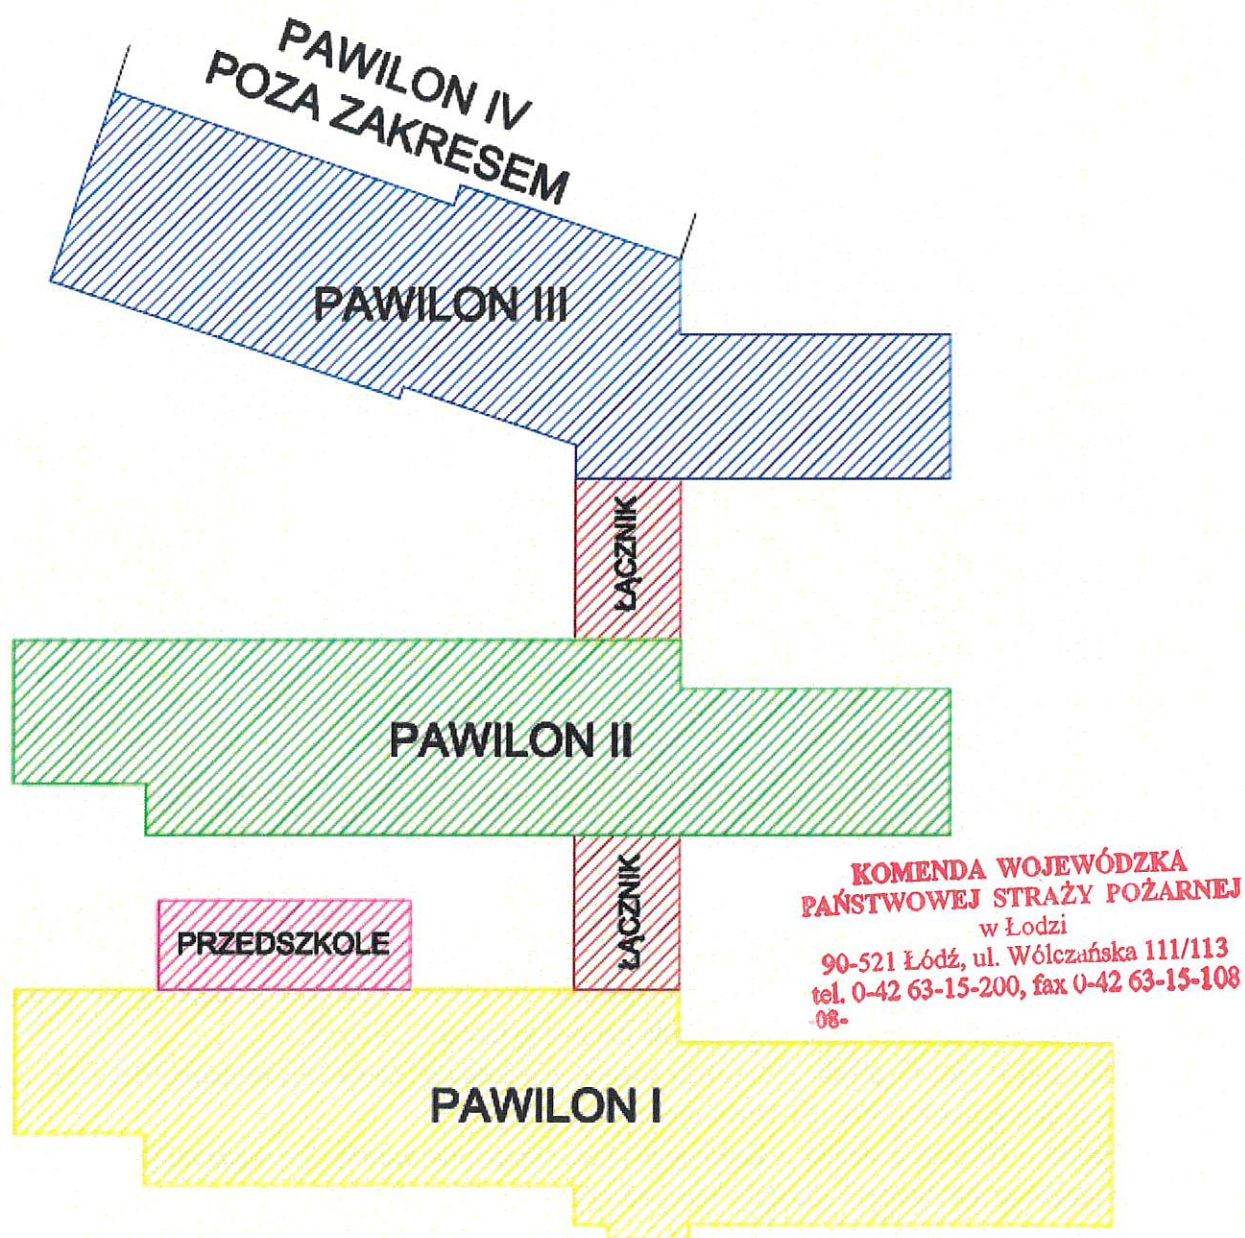 PAWILON IV
POZA ZAKRESEM
PAWILON III
ŁĄCZNIK
PAWILON II
ŁĄCZNIK
PRZEDSZKOLE
KOMENDA WOJEWÓDZKA
PAŃSTWOWEJ STRAŻY POŻARNEJ
w Łodzi
90-521 Łódź, ul. Wólczańska 111/113
tel. 0-42 63-15-200, fax 0-42 63-15-108
-08-
PAWILON I